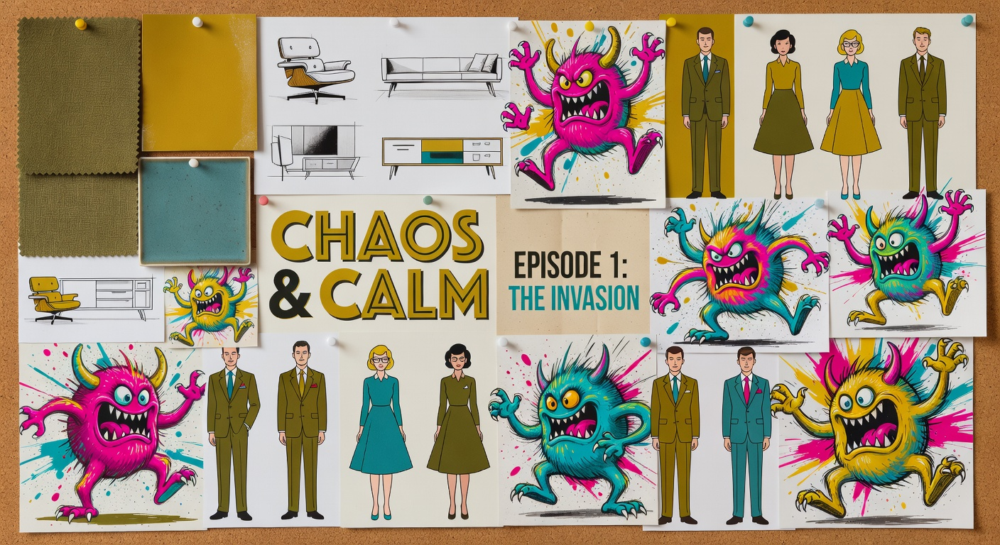 CHAOS
& CALM
EPISODE 1:
THE INVASION